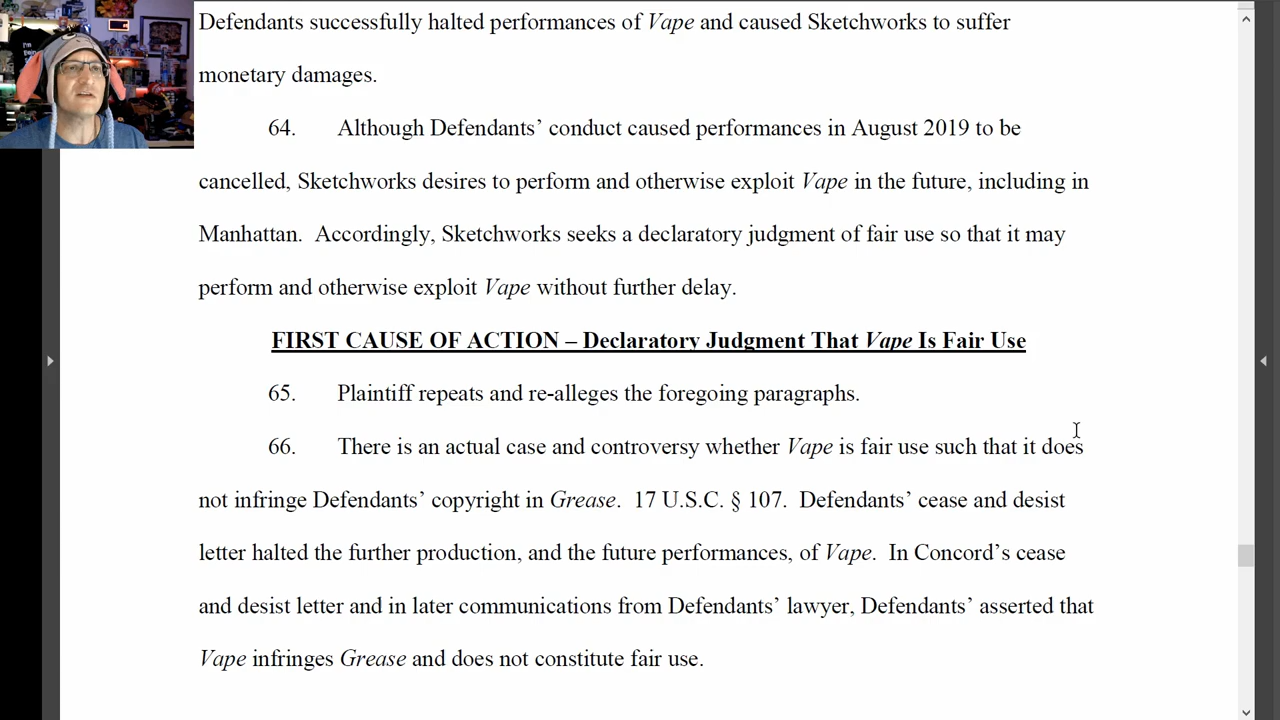 Defendants successfully halted performances of Vape and caused Sketchworks to suffer
monetary damages.
64. Although Defendants’ conduct caused performances in August 2019 to be
cancelled, Sketchworks desires to perform and otherwise exploit Vape in the future, including in
Manhattan. Accordingly, Sketchworks seeks a declaratory judgment of fair use so that it may
perform and otherwise exploit Vape without further delay.
FIRST CAUSE OF ACTION – Declaratory Judgment That Vape Is Fair Use
65. Plaintiff repeats and re-alleges the foregoing paragraphs.
66. There is an actual case and controversy whether Vape is fair use such that it does
not infringe Defendants’ copyright in Grease. 17 U.S.C. § 107. Defendants’ cease and desist
letter halted the further production, and the future performances, of Vape. In Concord’s cease
and desist letter and in later communications from Defendants’ lawyer, Defendants’ asserted that
Vape infringes Grease and does not constitute fair use.